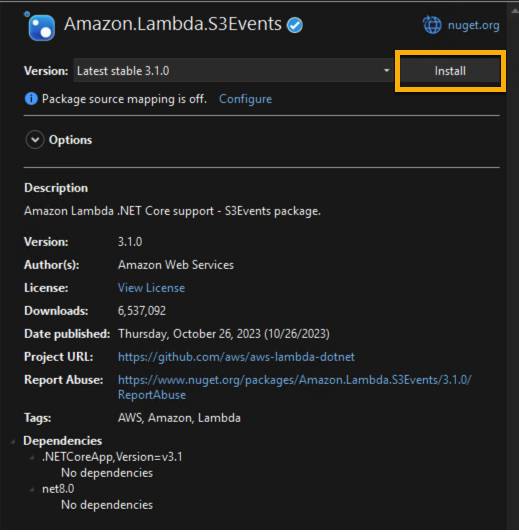 Amazon.Lambda.S3Events
nuget.org
Version: Latest stable 3.1.0 Install
Package source mapping is off. Configure
Options
Description
Amazon Lambda .NET Core support - S3Events package.
Version: 3.1.0
Author(s): Amazon Web Services
License: View License
Downloads: 6,537,092
Date published: Thursday, October 26, 2023 (10/26/2023)
Project URL: https://github.com/aws/aws-lambda-dotnet
Report Abuse: https://www.nuget.org/packages/Amazon.Lambda.S3Events/3.1.0/
ReportAbuse
Tags: AWS, Amazon, Lambda
Dependencies
.NETCoreApp,Version=v3.1
No dependencies
net8.0
No dependencies